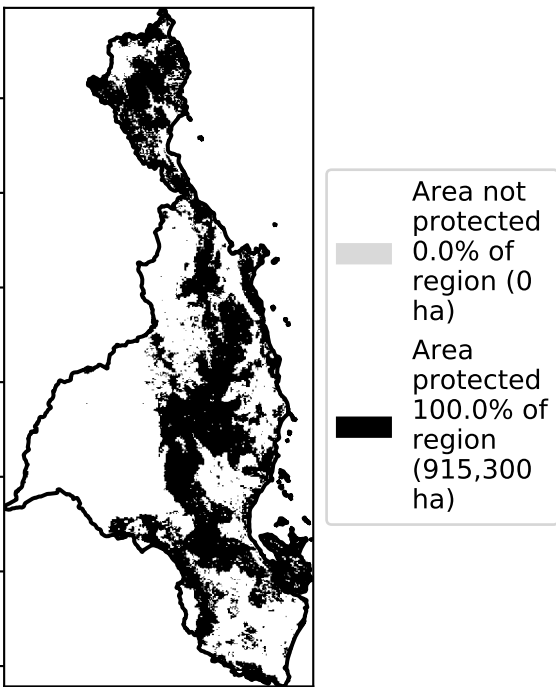 Area not
protected
0.0% of
region (0
ha)
Area
protected
100.0% of
region
(915,300
ha)